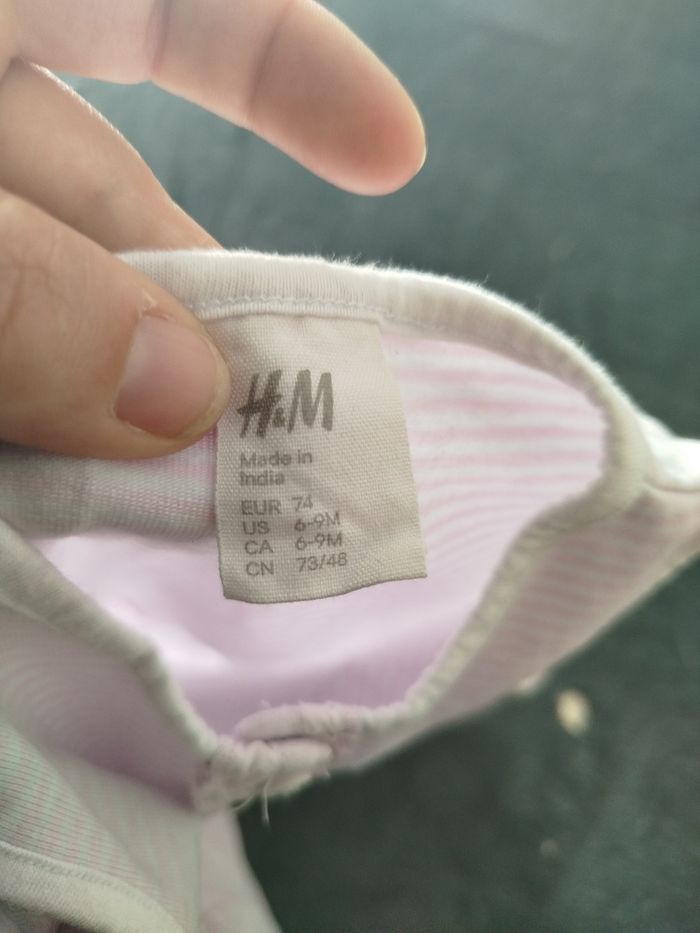 H&M
Made in
India
EUR 74
US 6-9M
CA 6-9M
CN 73/48